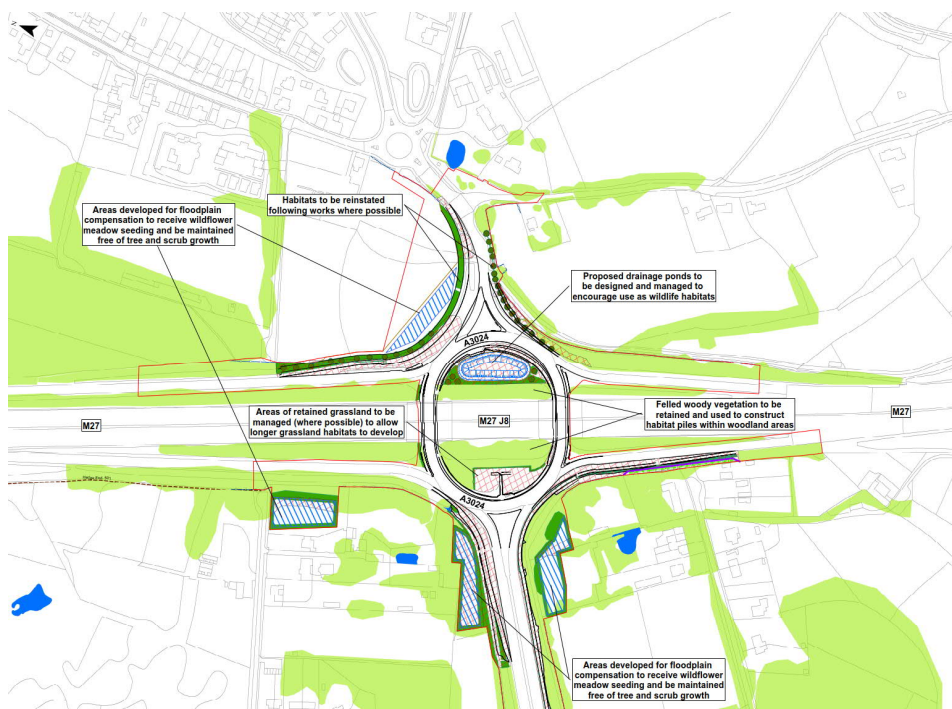 N
Habitats to be reinstated
following works where possible
Areas developed for floodplain
compensation to receive wildflower
meadow seeding and be maintained
free of tree and scrub growth
Proposed drainage ponds to
be designed and managed to
encourage use as wildlife habitats
A3024
Areas of retained grassland to be
managed (where possible) to allow
longer grassland habitats to develop
Felled woody vegetation to be
retained and used to construct
habitat piles within woodland areas
M27
M27 J8
M27
A3024
Areas developed for floodplain
compensation to receive wildflower
meadow seeding and be maintained
free of tree and scrub growth